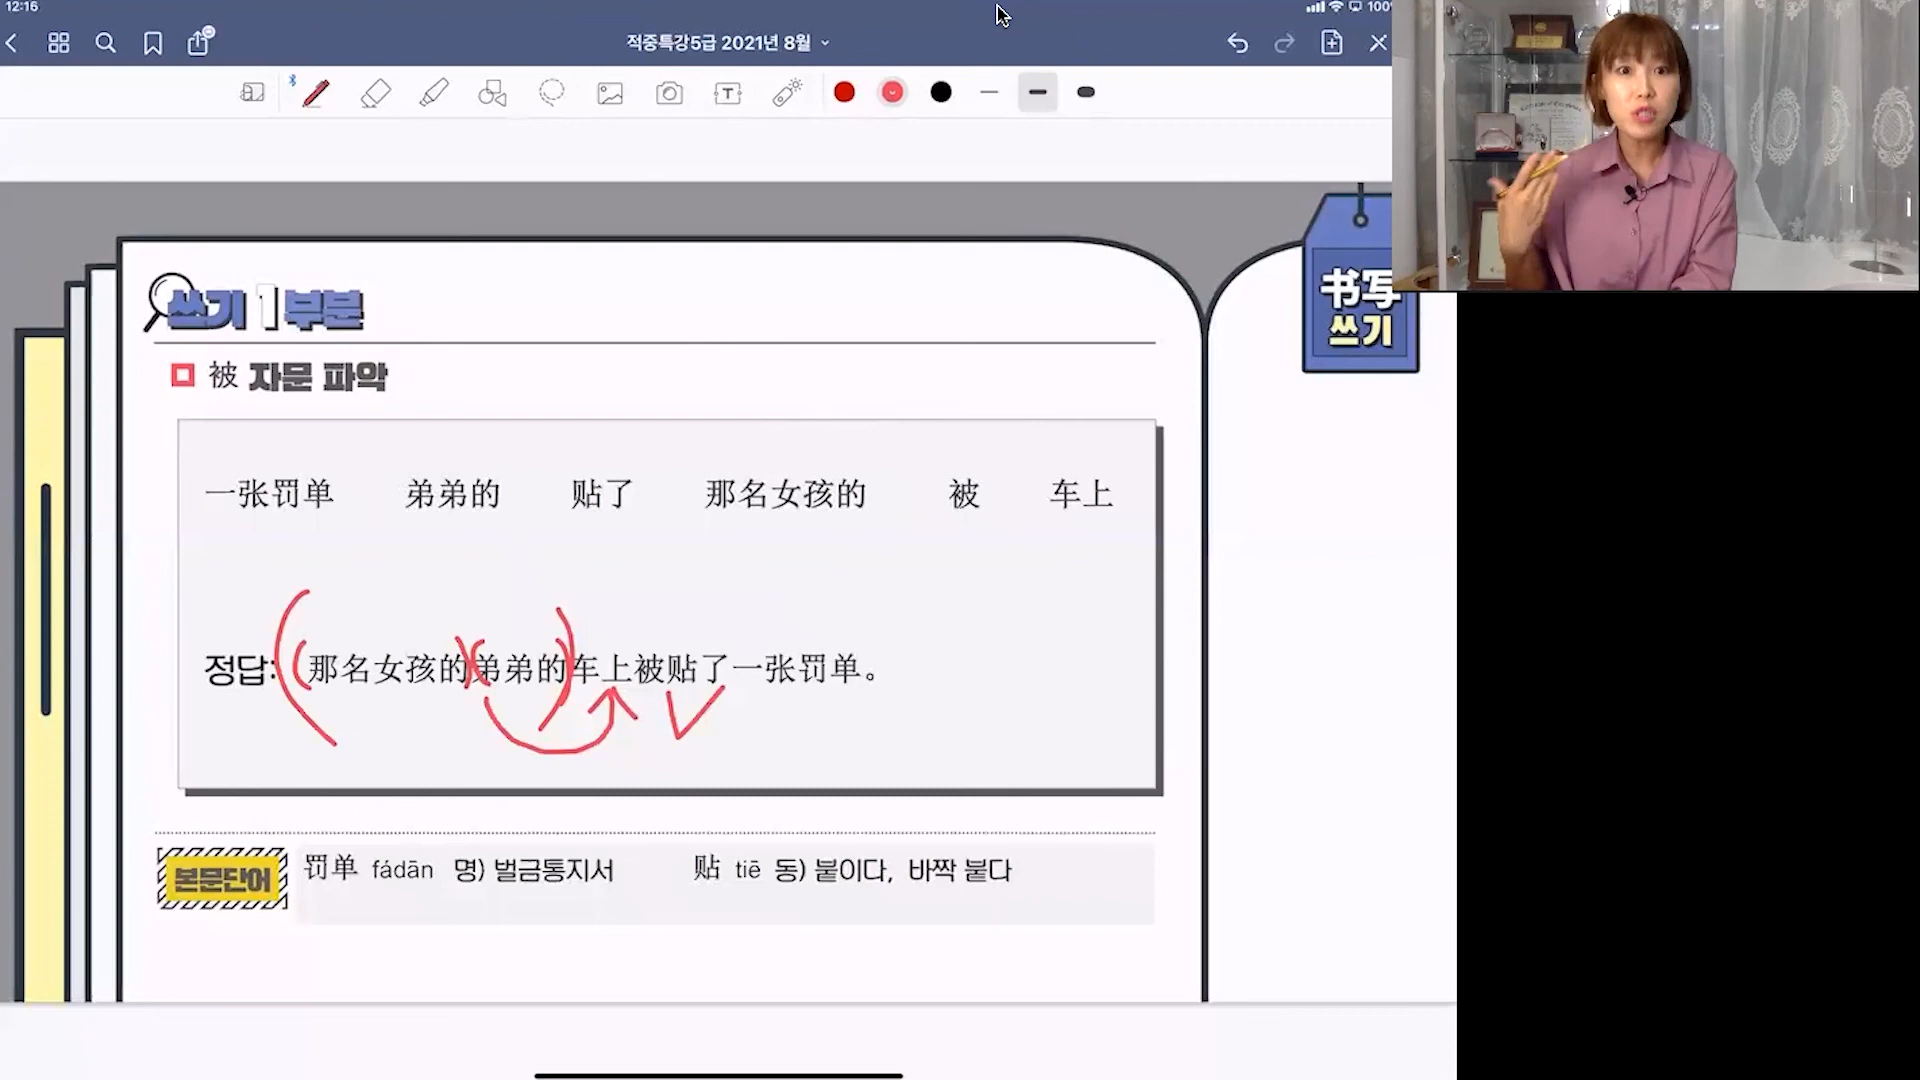 12:16
100%
적중특강5급 2021년 8월
书写
쓰기
쓰기 1 부분
被 자문 파악
一张罚单 弟弟的 贴了 那名女孩的 被 车上
정답: 那名女孩的弟弟的车上被贴了一张罚单。
본문단어
罚单 fádān 명) 벌금통지서 贴 tiē 동) 붙이다, 바짝 붙다